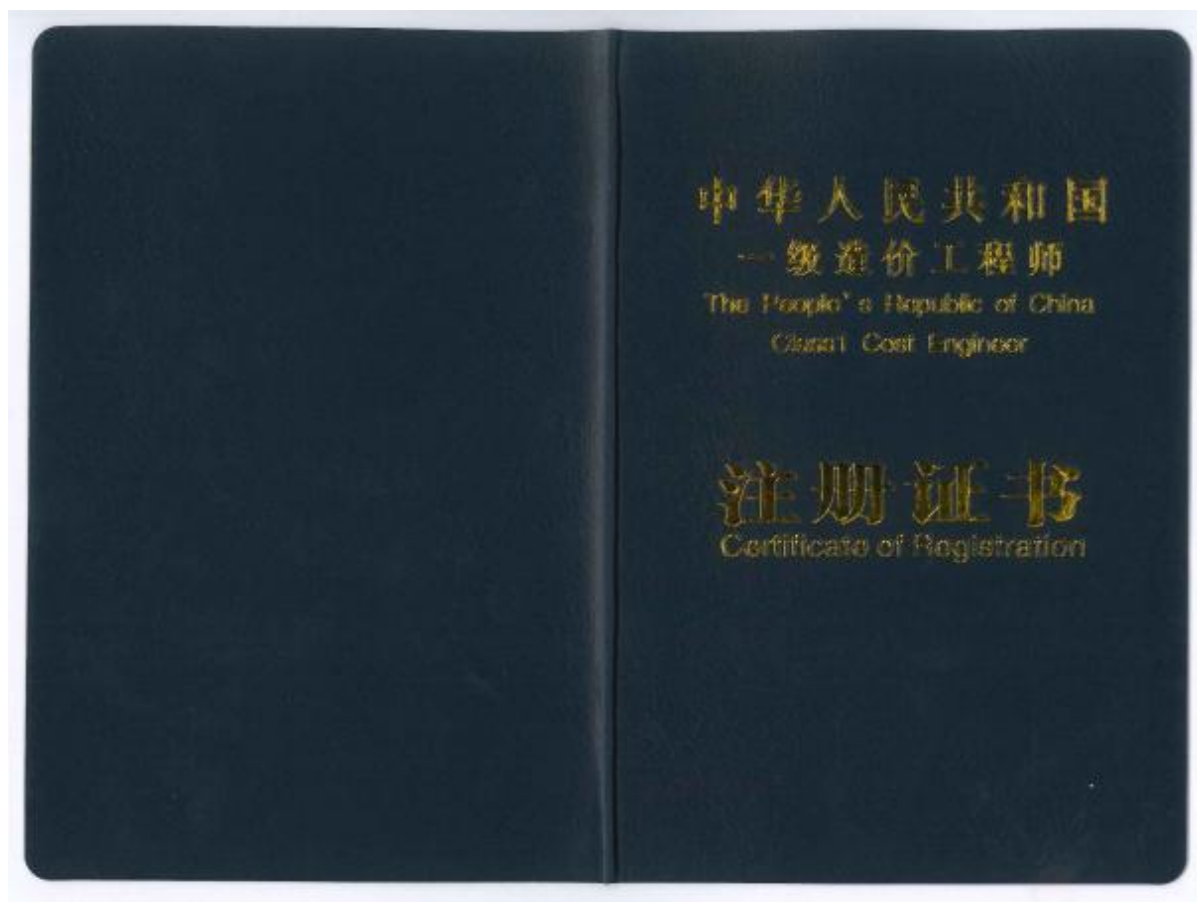 中华人民共和国
一级造价工程师
The People's Republic of China
Class1 Cost Engineer
注册证书
Certificate of Registration